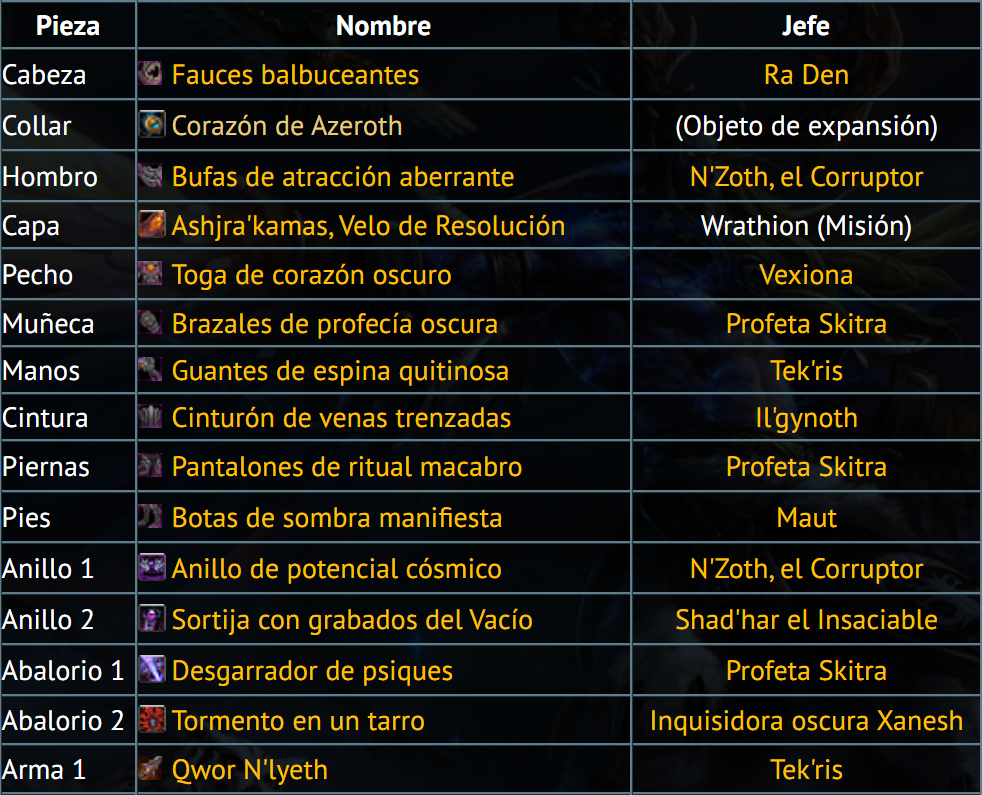 Pieza Nombre Jefe
Cabeza Fauces balbuceantes Ra Den
Collar Corazón de Azeroth (Objeto de expansión)
Hombro Bufas de atracción aberrante N'Zoth, el Corruptor
Capa Ashjra'kamas, Velo de Resolución Wrathion (Misión)
Pecho Toga de corazón oscuro Vexiona
Muñeca Brazales de profecía oscura Profeta Skitra
Manos Guantes de espina quitinosa Tek'ris
Cintura Cinturón de venas trenzadas Il'gynoth
Piernas Pantalones de ritual macabro Profeta Skitra
Pies Botas de sombra manifiesta Maut
Anillo 1 Anillo de potencial cósmico N'Zoth, el Corruptor
Anillo 2 Sortija con grabados del Vacío Shad'har el Insaciable
Abalorio 1 Desgarrador de psiques Profeta Skitra
Abalorio 2 Tormento en un tarro Inquisidora oscura Xanesh
Arma 1 Qwor N'lyeth Tek'ris